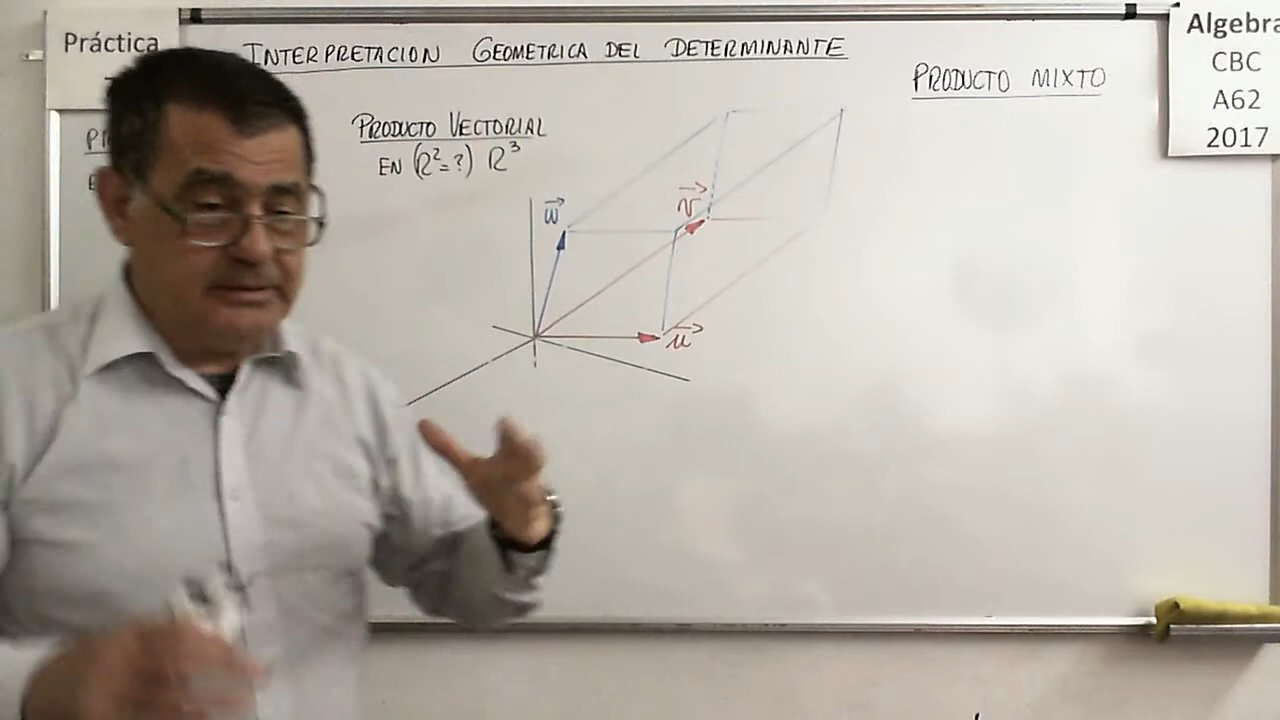 Práctica
INTERPRETACION GEOMETRICA DEL DETERMINANTE
PRODUCTO MIXTO
Algebra
CBC
A62
2017
PRODUCTO VECTORIAL
EN (R²=?) R³
w
v
u